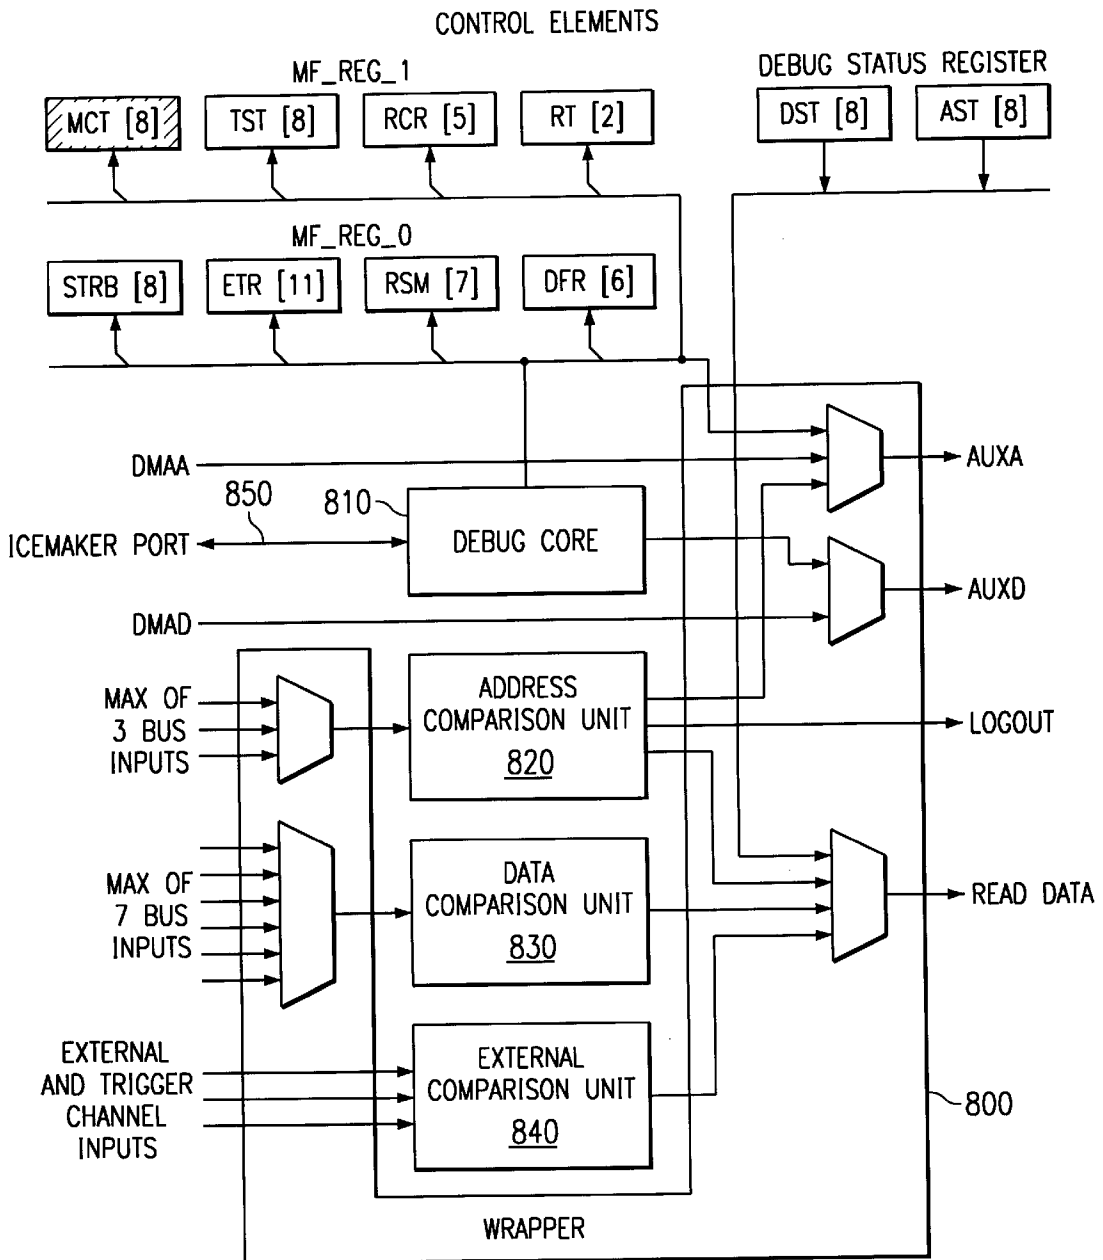 CONTROL ELEMENTS
MF_REG_1
DEBUG STATUS REGISTER
MCT [8]
TST [8]
RCR [5]
RT [2]
DST [8]
AST [8]
MF_REG_0
STRB [8]
ETR [11]
RSM [7]
DFR [6]
DMAA
AUXA
850
810
ICEMAKER PORT
DEBUG CORE
AUXD
DMAD
MAX OF
3 BUS
INPUTS
ADDRESS
COMPARISON UNIT
820
LOGOUT
MAX OF
7 BUS
INPUTS
DATA
COMPARISON UNIT
830
READ DATA
EXTERNAL
AND TRIGGER
CHANNEL
INPUTS
EXTERNAL
COMPARISON UNIT
840
800
WRAPPER